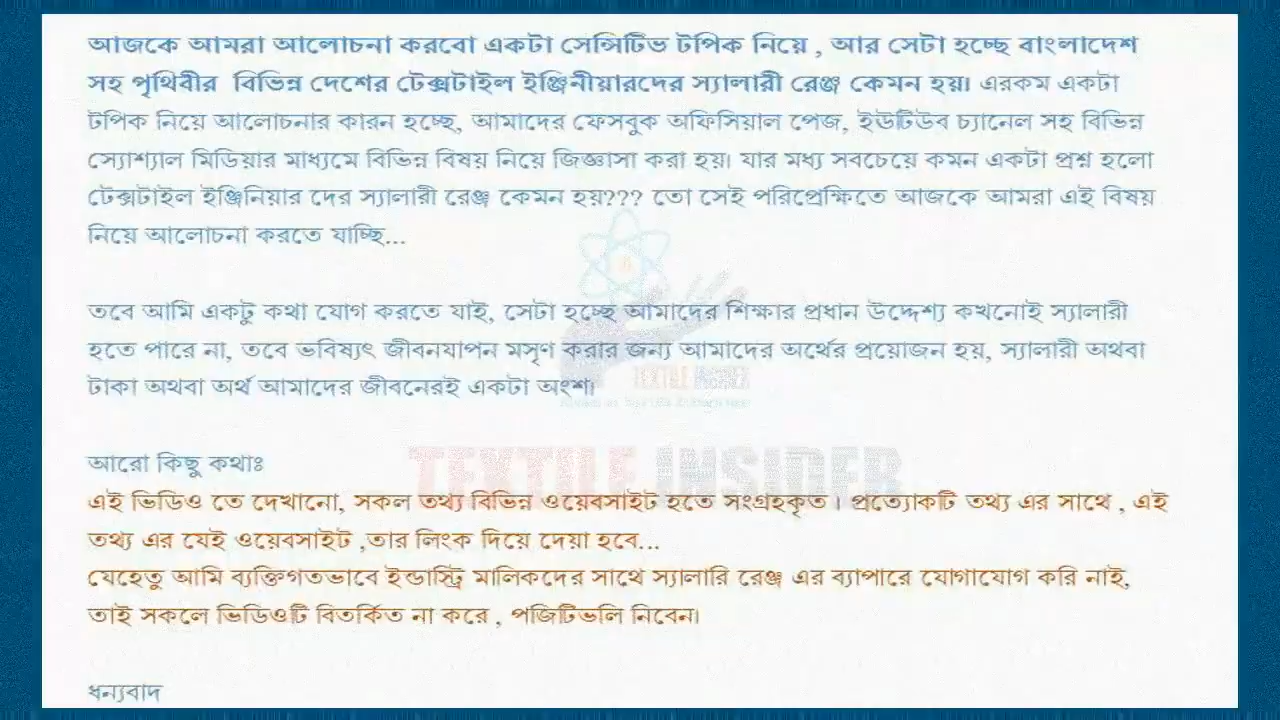 আজকে আমরা আলোচনা করবো একটা সেন্সিটিভ টপিক নিয়ে , আর সেটা হচ্ছে বাংলাদেশ
সহ পৃথিবীর বিভিন্ন দেশের টেক্সটাইল ইঞ্জিনীয়ারদের স্যালারী রেঞ্জ কেমন হয়। এরকম একটা
টপিক নিয়ে আলোচনার কারন হচ্ছে, আমাদের ফেসবুক অফিসিয়াল পেজ, ইউটিউব চ্যানেল সহ বিভিন্ন
স্যোশ্যাল মিডিয়ার মাধ্যমে বিভিন্ন বিষয় নিয়ে জিজ্ঞাসা করা হয়। যার মধ্য সবচেয়ে কমন একটা প্রশ্ন হলো
টেক্সটাইল ইঞ্জিনিয়ার দের স্যালারী রেঞ্জ কেমন হয়??? তো সেই পরিপ্রেক্ষিতে আজকে আমরা এই বিষয়
নিয়ে আলোচনা করতে যাচ্ছি...
তবে আমি একটু কথা যোগ করতে যাই, সেটা হচ্ছে আমাদের শিক্ষার প্রধান উদ্দেশ্য কখনোই স্যালারী
হতে পারে না, তবে ভবিষ্যৎ জীবনযাপন মসৃণ করার জন্য আমাদের অর্থের প্রয়োজন হয়, স্যালারী অথবা
টাকা অথবা অর্থ আমাদের জীবনেরই একটা অংশ।
TEXTILE INSIDER
আরো কিছু কথাঃ
TEXTILE INSIDER
এই ভিডিও তে দেখানো, সকল তথ্য বিভিন্ন ওয়েবসাইট হতে সংগ্রহকৃত । প্রত্যোকটি তথ্য এর সাথে , এই
তথ্য এর যেই ওয়েবসাইট ,তার লিংক দিয়ে দেয়া হবে...
যেহেতু আমি ব্যক্তিগতভাবে ইন্ডাস্ট্রি মালিকদের সাথে স্যালারি রেঞ্জ এর ব্যাপারে যোগাযোগ করি নাই,
তাই সকলে ভিডিওটি বিতর্কিত না করে , পজিটিভলি নিবেন।
ধন্যবাদ